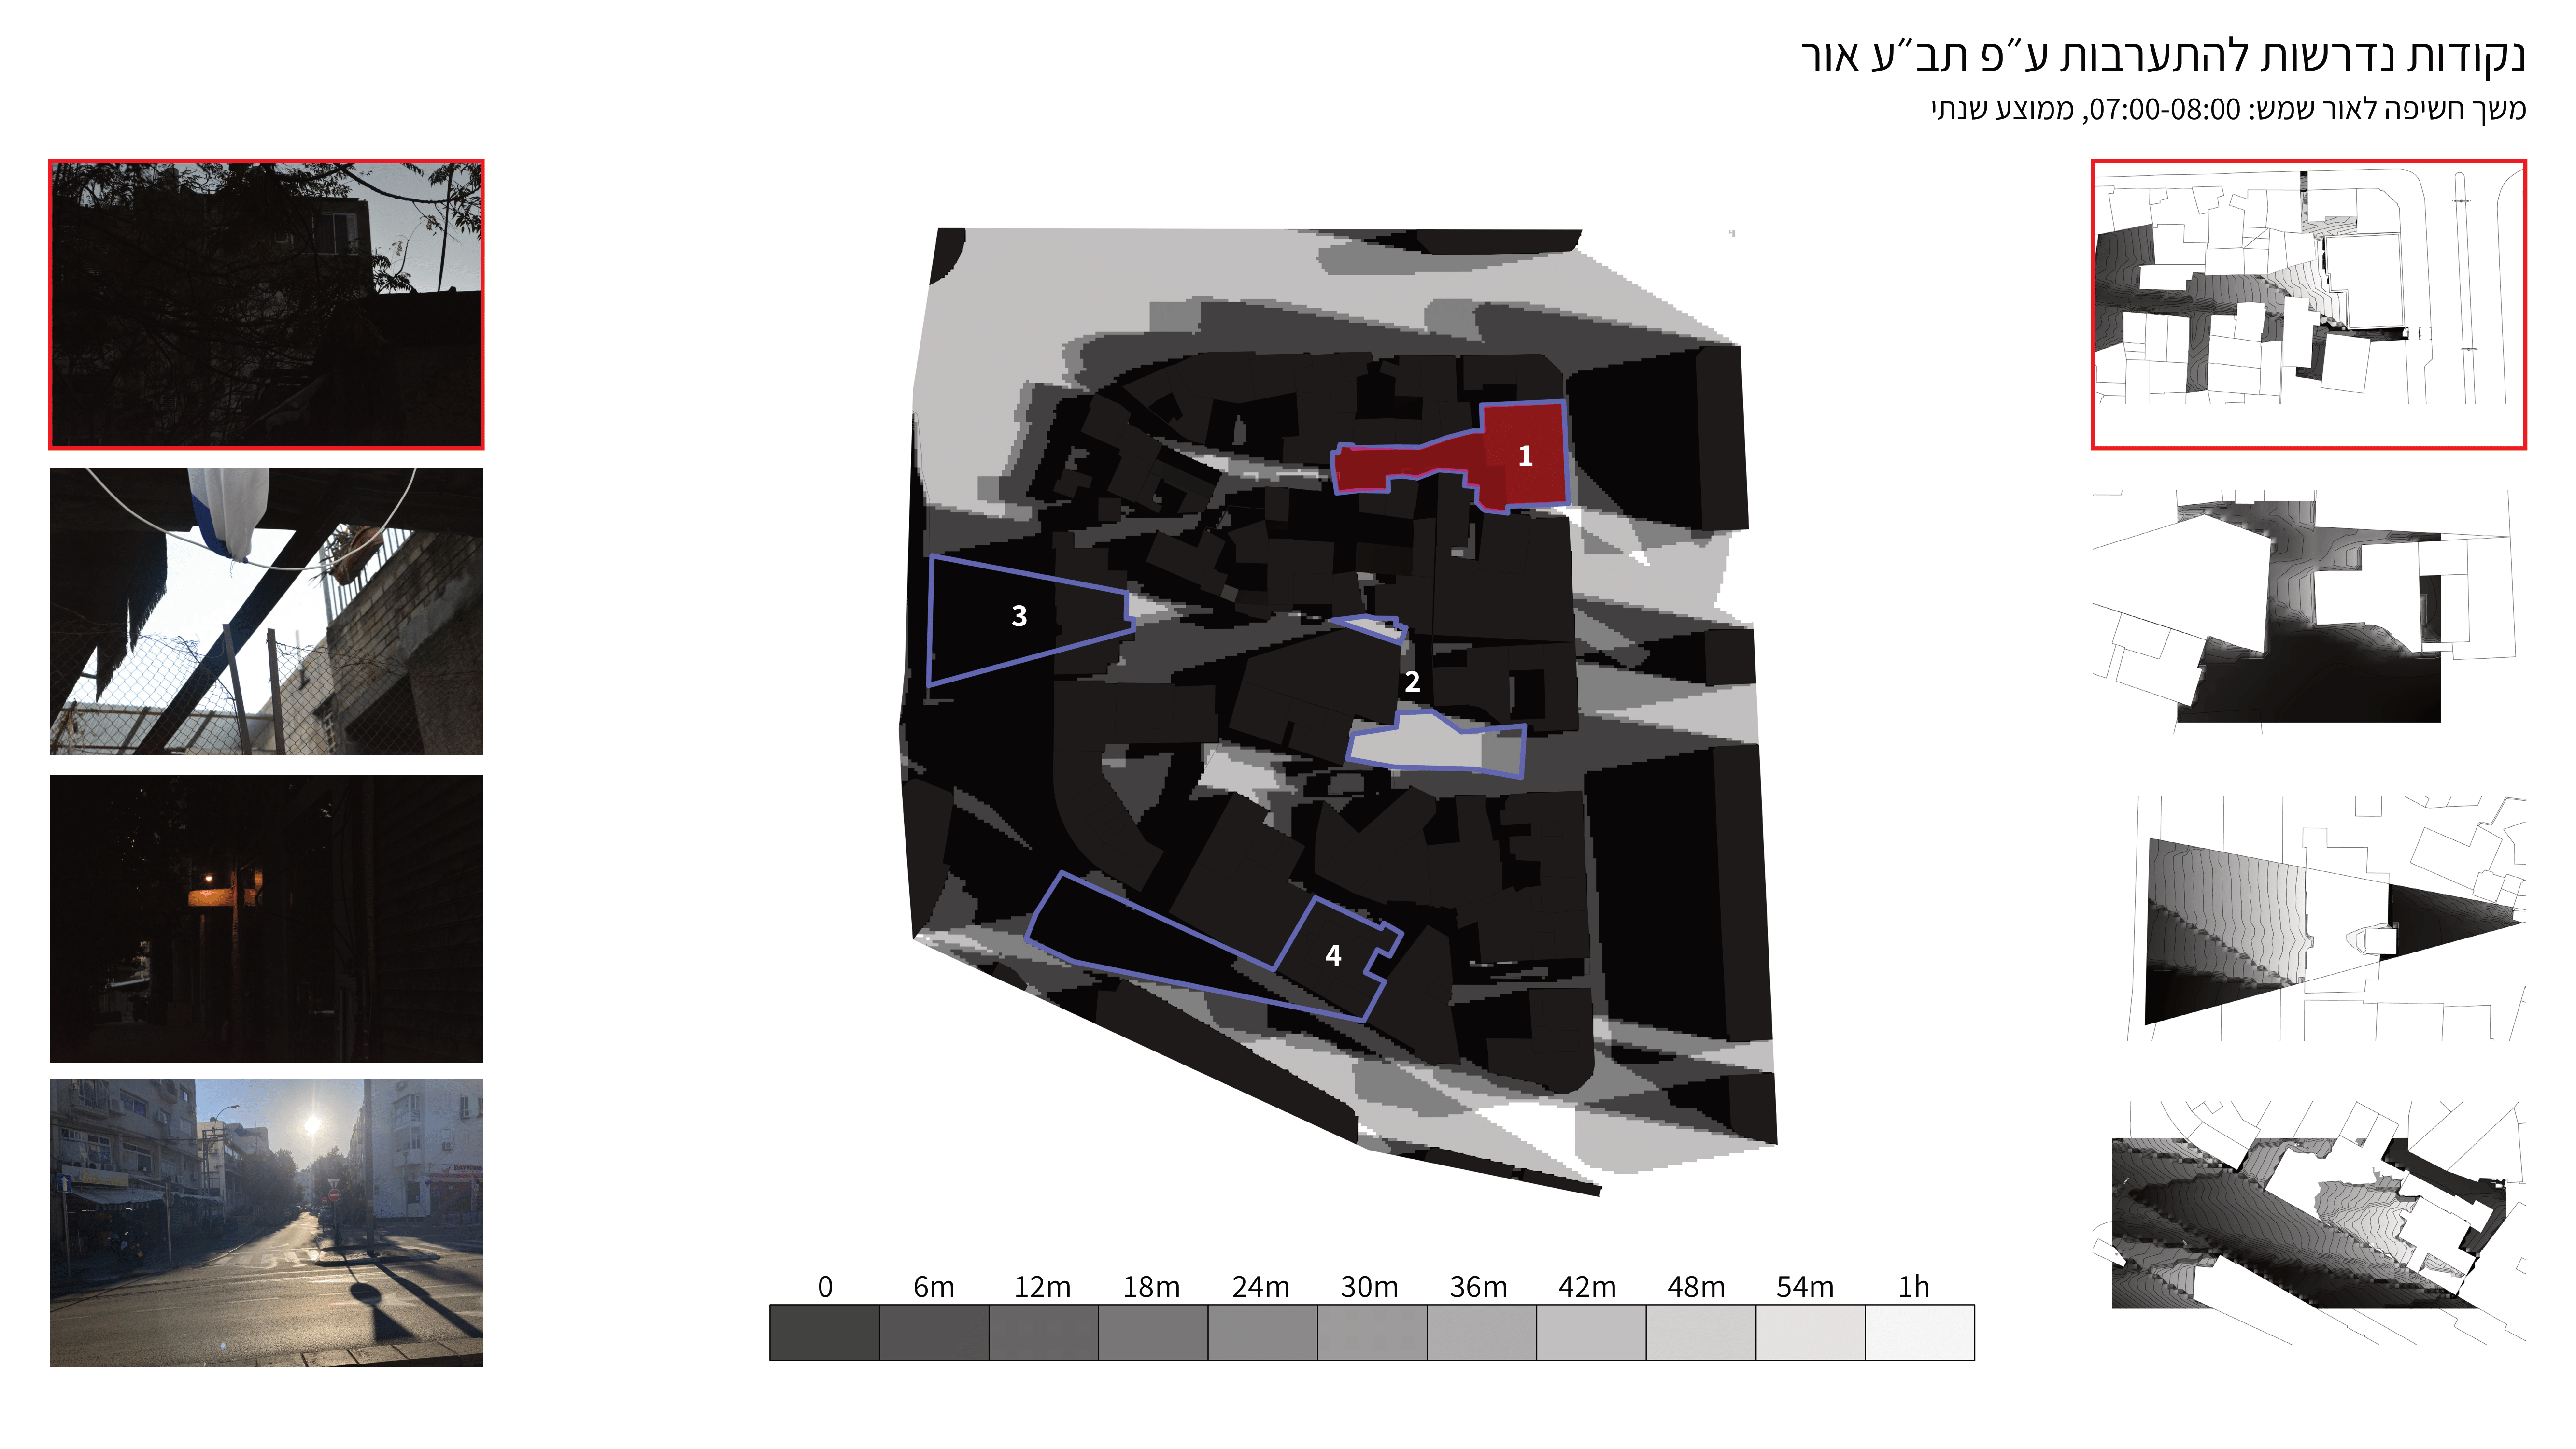 נקודות נדרשות להתערבות ע״פ תב״ע אור
משך חשיפה לאור שמש: 07:00-08:00, ממוצע שנתי
1
3
2
4
0 6m 12m 18m 24m 30m 36m 42m 48m 54m 1h